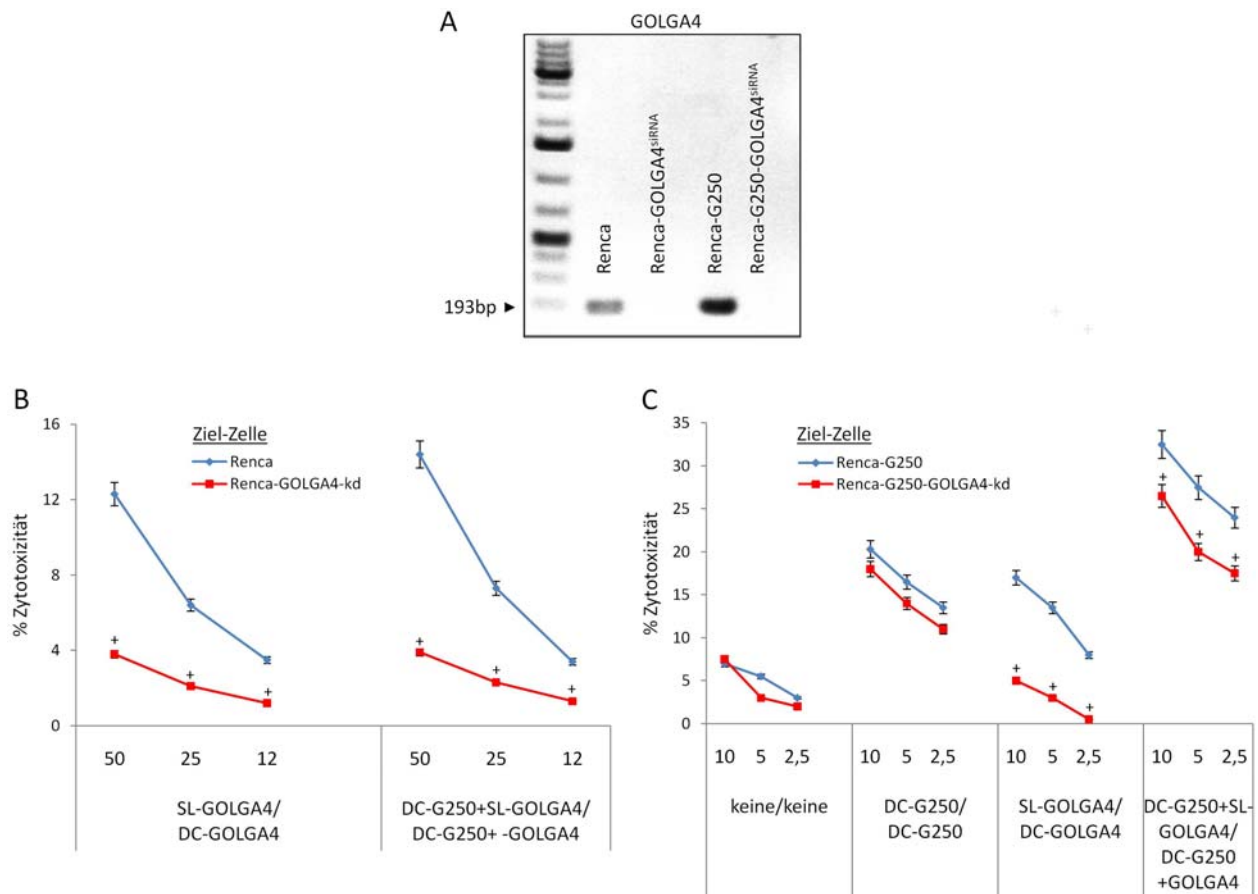 A
GOLGA4
Renca
Renca-GOLGA4siRNA
Renca-G250
Renca-G250-GOLGA4siRNA
193bp
B
% Zytotoxizität
16
12
8
4
0
Ziel-Zelle
Renca
Renca-GOLGA4-kd
+ + + + + +
50 25 12 50 25 12
SL-GOLGA4/
DC-GOLGA4
DC-G250+SL-GOLGA4/
DC-G250+ -GOLGA4
C
% Zytotoxizität
35
30
25
20
15
10
5
0
Ziel-Zelle
Renca-G250
Renca-G250-GOLGA4-kd
+ + + + + +
10 5 2,5 10 5 2,5 10 5 2,5 10 5 2,5
keine/keine
DC-G250/
DC-G250
SL-GOLGA4/
DC-GOLGA4
DC-G250+SL-
GOLGA4/
DC-G250
+GOLGA4